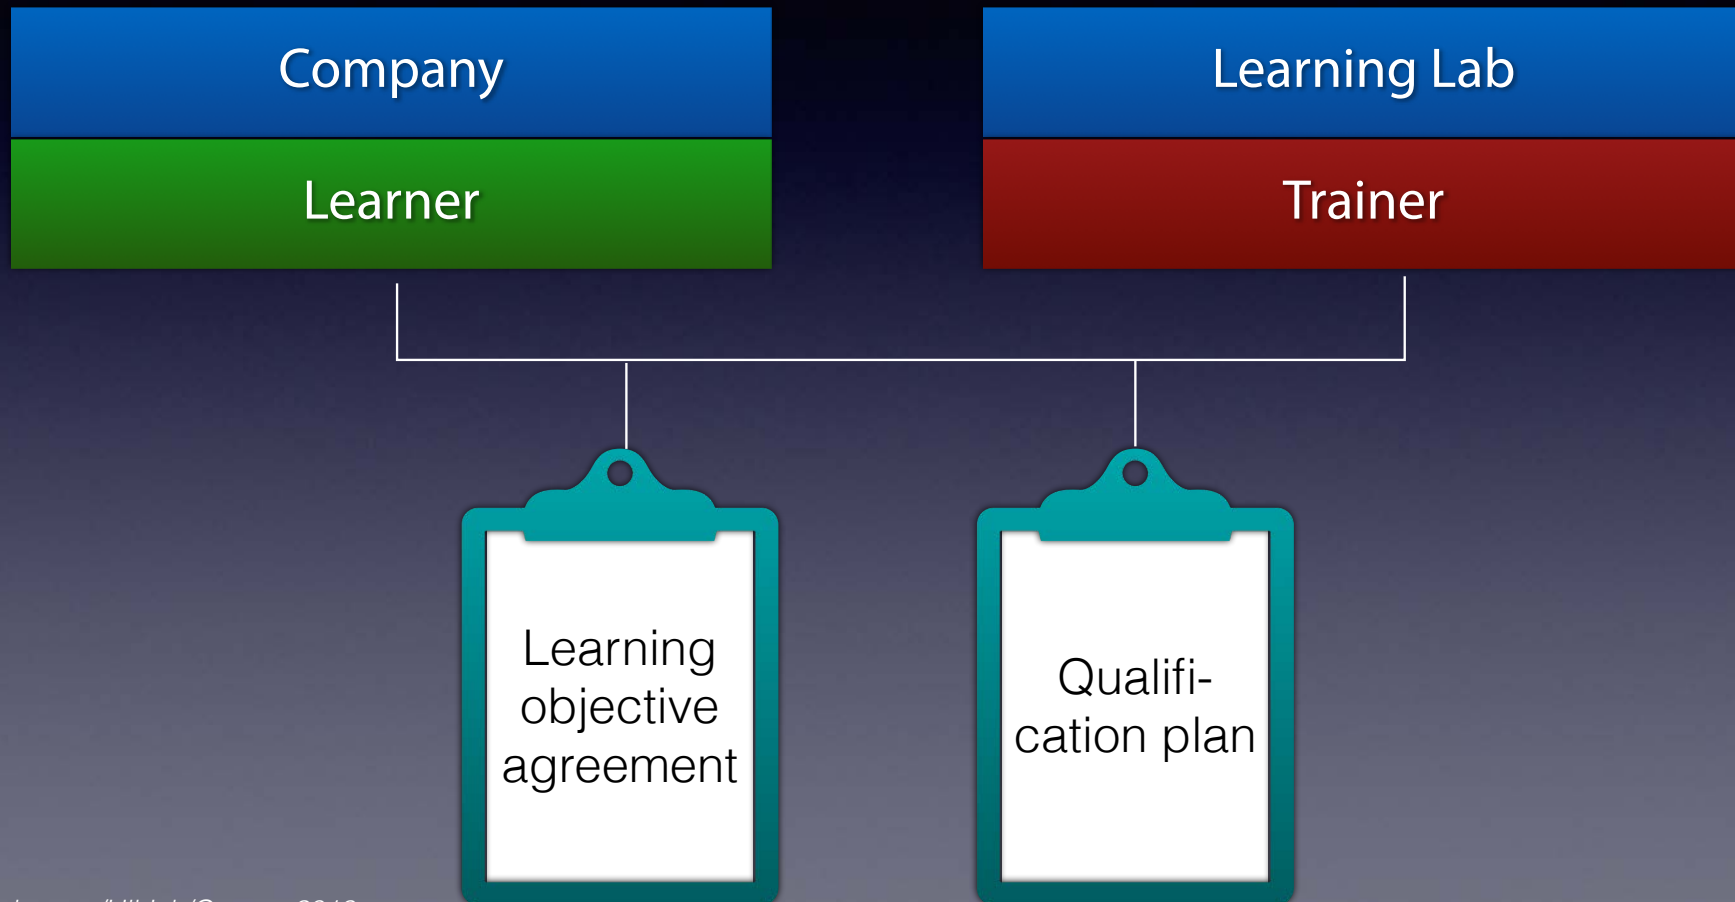 Company
Learning Lab
Learner
Trainer
Learning
objective
agreement
Qualifi-
cation plan